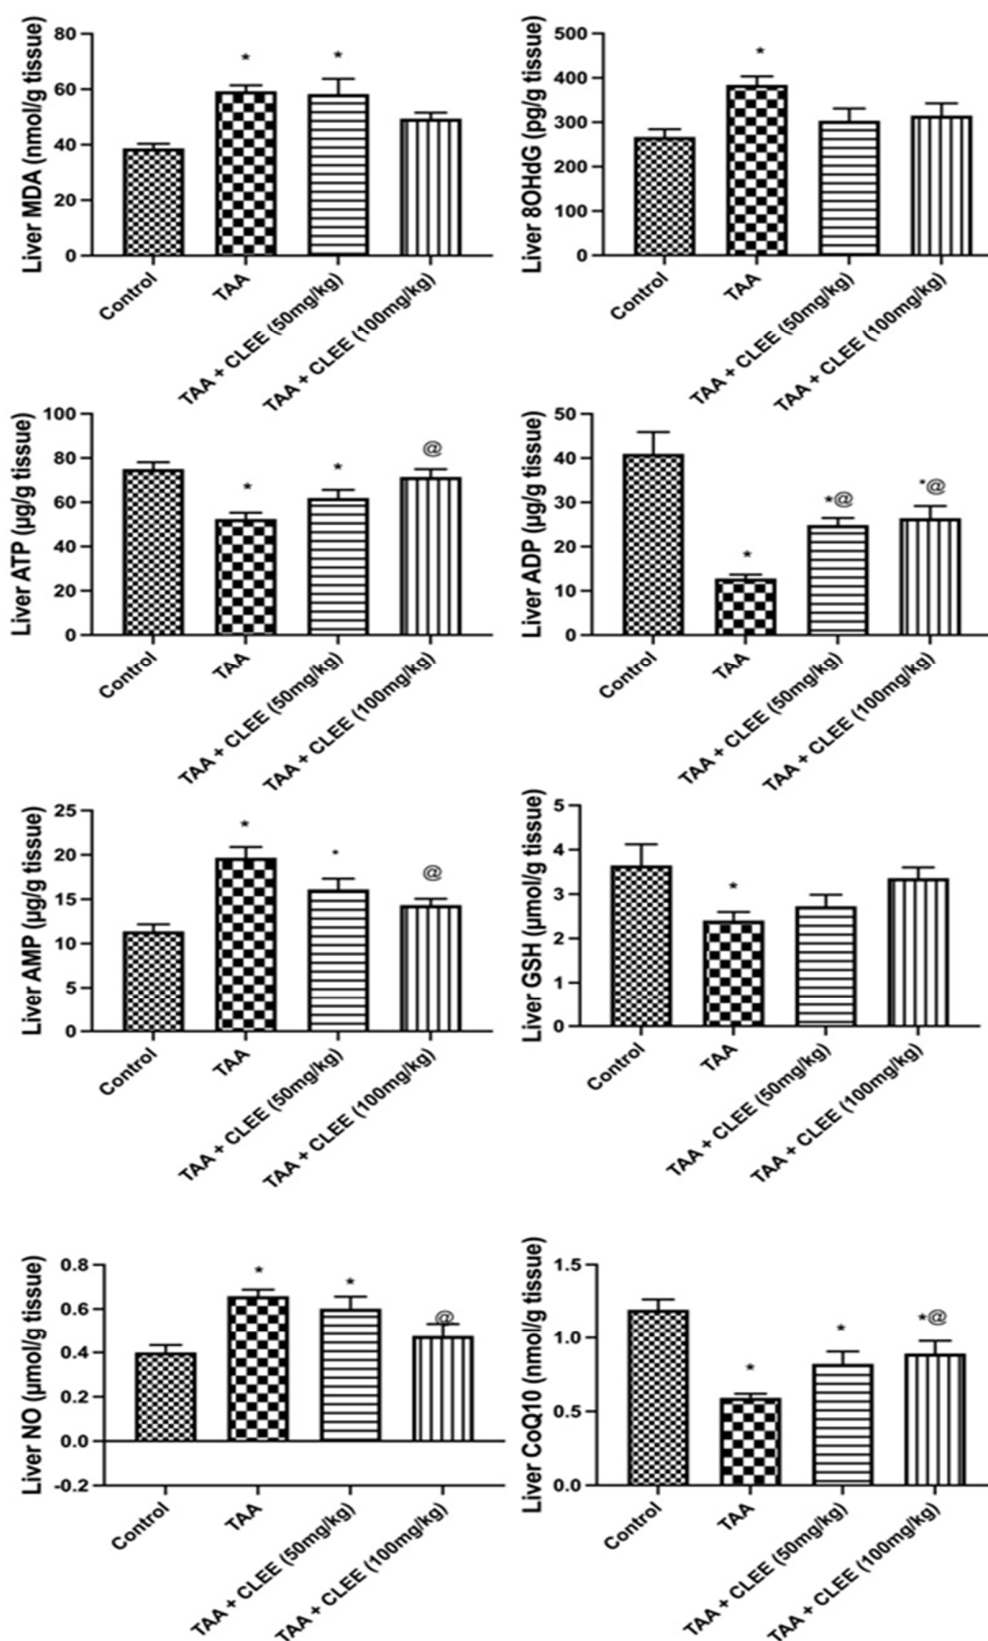 Liver MDA (nmol/g tissue)
80
60
40
20
0
*
*
Control
TAA
TAA + CLEE (50mg/kg)
TAA + CLEE (100mg/kg)
Liver 8OHdG (pg/g tissue)
500
400
300
200
100
0
*
Control
TAA
TAA + CLEE (50mg/kg)
TAA + CLEE (100mg/kg)
Liver ATP (µg/g tissue)
100
80
60
40
20
0
*
*
@
Control
TAA
TAA + CLEE (50mg/kg)
TAA + CLEE (100mg/kg)
Liver ADP (µg/g tissue)
50
40
30
20
10
0
*
*@
*@
Control
TAA
TAA + CLEE (50mg/kg)
TAA + CLEE (100mg/kg)
Liver AMP (µg/g tissue)
25
20
15
10
5
0
*
*
@
Control
TAA
TAA + CLEE (50mg/kg)
TAA + CLEE (100mg/kg)
Liver GSH (µmol/g tissue)
5
4
3
2
1
0
*
Control
TAA
TAA + CLEE (50mg/kg)
TAA + CLEE (100mg/kg)
Liver NO (µmol/g tissue)
0.8
0.6
0.4
0.2
0.0
-0.2
*
*
@
Control
TAA
TAA + CLEE (50mg/kg)
TAA + CLEE (100mg/kg)
Liver CoQ10 (nmol/g tissue)
1.5
1.0
0.5
0.0
*
*
*@
Control
TAA
TAA + CLEE (50mg/kg)
TAA + CLEE (100mg/kg)